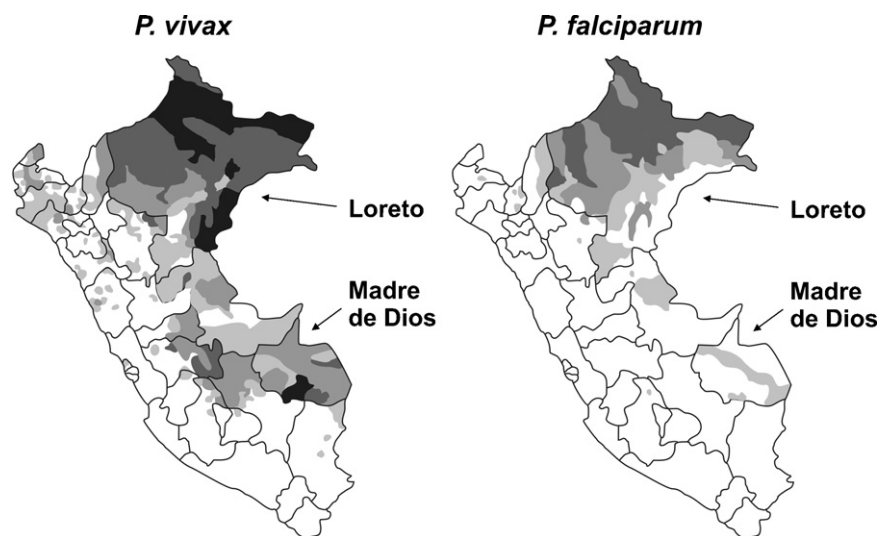 P. vivax
P. falciparum
Loreto
Madre
de Dios
Loreto
Madre
de Dios